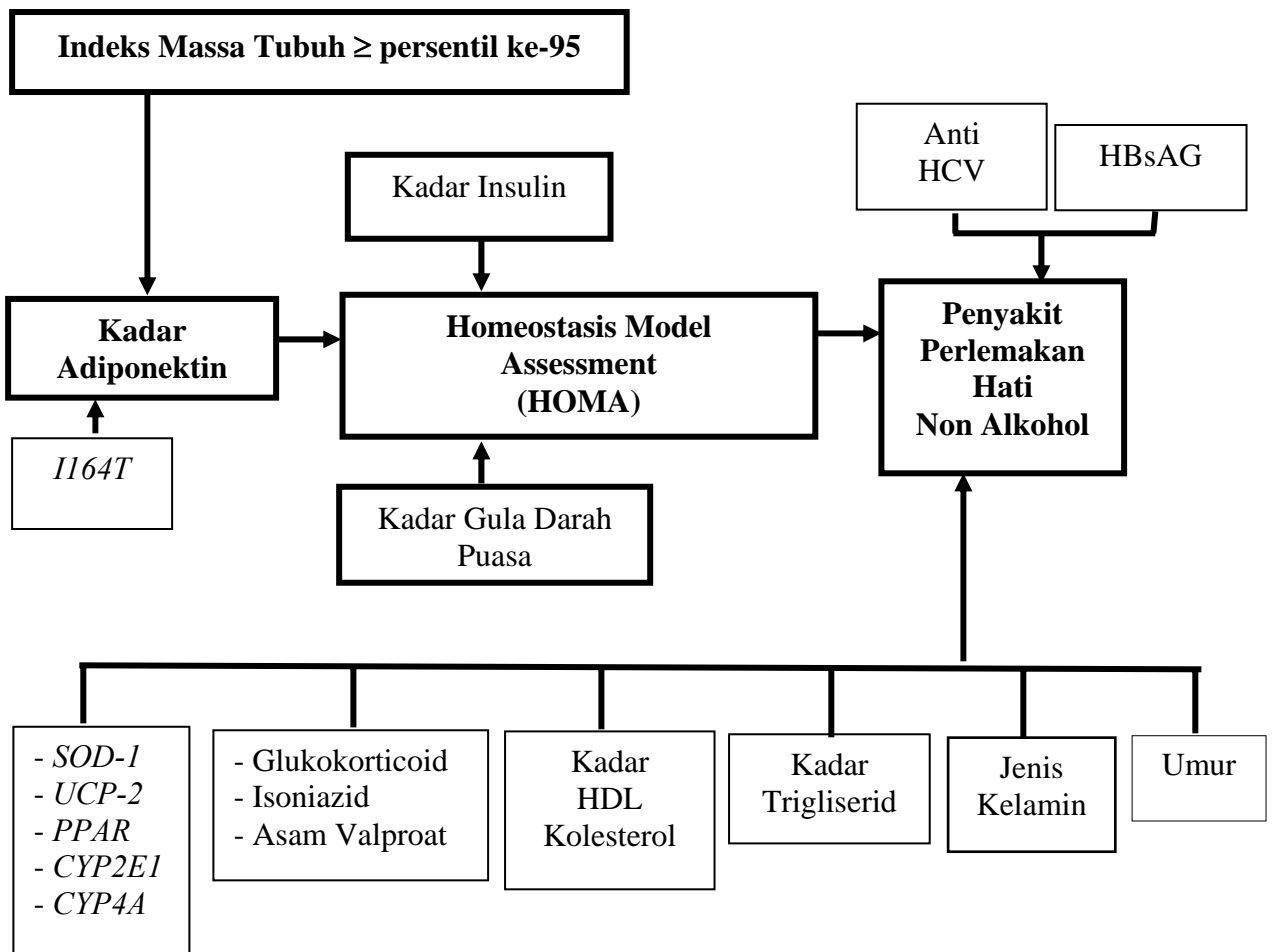 Indeks Massa Tubuh ≥ persentil ke-95
Anti
HCV
HBsAG
Kadar Insulin
Kadar
Adiponektin
Homeostasis Model
Assessment
(HOMA)
Penyakit
Perlemakan
Hati
Non Alkohol
I164T
Kadar Gula Darah
Puasa
- SOD-1
- UCP-2
- PPAR
- CYP2E1
- CYP4A
- Glukokorticoid
- Isoniazid
- Asam Valproat
Kadar
HDL
Kolesterol
Kadar
Trigliserid
Jenis
Kelamin
Umur